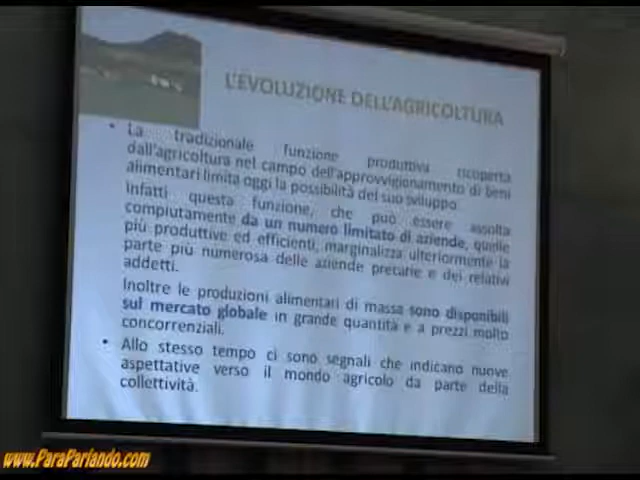 L'EVOLUZIONE DELL'AGRICOLTURA
• La tradizionale funzione produttiva ricoperta
dall'agricoltura nel campo dell'approvvigionamento di beni
alimentari limita oggi la possibilità del suo sviluppo.
Infatti questa funzione, che può essere assolta
compiutamente da un numero limitato di aziende, quelle
più produttive ed efficienti, marginalizza ulteriormente la
parte più numerosa delle aziende precarie e dei relativi
addetti.
Inoltre le produzioni alimentari di massa sono disponibili
sul mercato globale in grande quantità e a prezzi molto
concorrenziali.
• Allo stesso tempo ci sono segnali che indicano nuove
aspettative verso il mondo agricolo da parte della
collettività.
www.ParaParlando.com